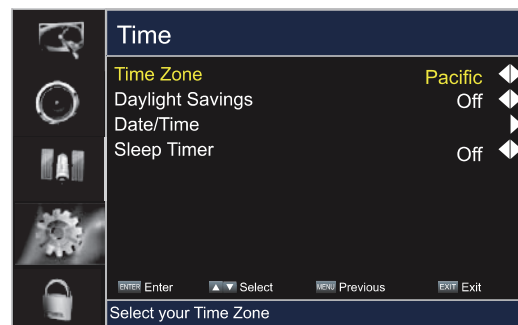 Time
Time Zone Pacific
Daylight Savings Off
Date/Time
Sleep Timer Off
ENTER Enter Select MENU Previous EXIT Exit
Select your Time Zone